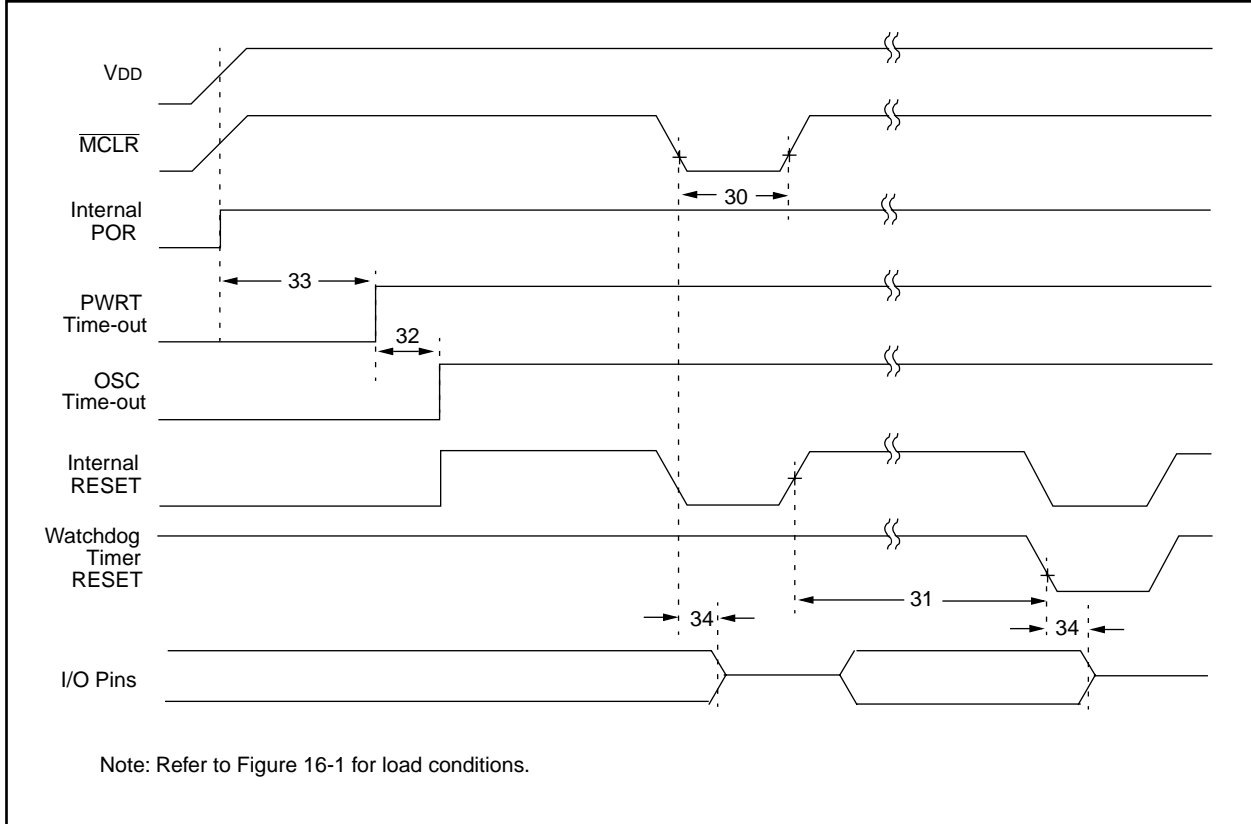 VDD
MCLR
30
Internal
POR
33
PWRT
Time-out
32
OSC
Time-out
Internal
RESET
Watchdog
Timer
RESET
31
34
34
I/O Pins
Note: Refer to Figure 16-1 for load conditions.